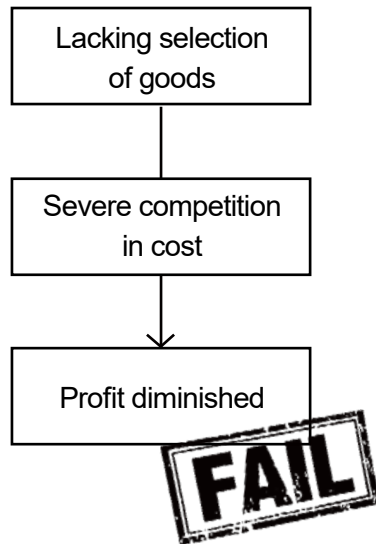 Lacking selection
of goods
Severe competition
in cost
Profit diminished
FAIL